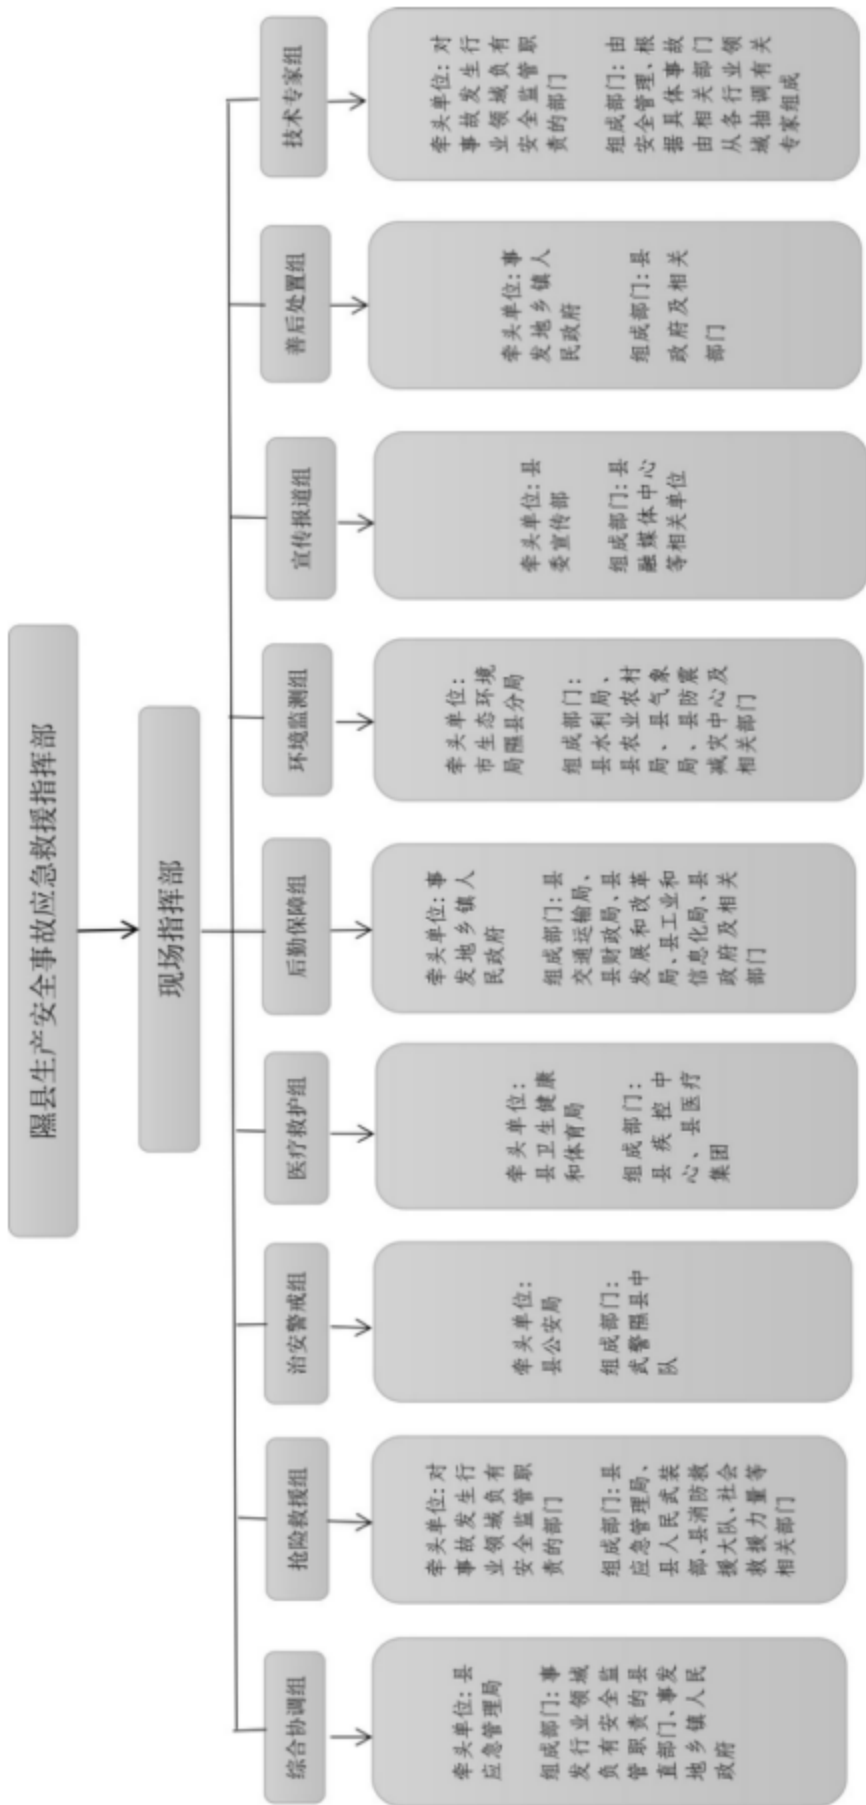 隰县生产安全事故应急救援指挥部
现场指挥部
综合协调组
牵头单位：县
应急管理局
组成部门：事
发行业领域
负有安全监
管职责的县
直部门、事发
地乡镇人民
政府
抢险救援组
牵头单位：对
事故发生行
业领域负有
安全监管职
责的部门
组成部门：县
应急管理局、
县人民武装
部、县消防救
援大队、社会
救援力量等
相关部门
治安警戒组
牵头单位：
县公安局
组成部门：
武警隰县中
队
医疗救护组
牵头单位：
县卫生健康
和体育局
组成部门：
县疾控中
心、县医疗
集团
后勤保障组
牵头单位：事
发地乡镇人
民政府
组成部门：县
交通运输局、
县财政局、县
发展和改革
局、县工业和
信息化局、县
政府及相关
部门
环境监测组
牵头单位：
市生态环境
局隰县分局
组成部门：
县水利局、
县农业农村
局、县气象
局、县防震
减灾中心及
相关部门
宣传报道组
牵头单位：县
委宣传部
组成部门：县
融媒体中心
等相关单位
善后处置组
牵头单位：事
发地乡镇人
民政府
组成部门：县
政府及相关
部门
技术专家组
牵头单位：对
事故发生行
业领域负有
安全监管职
责的部门
组成部门：由
安全管理、根
据具体事故
由相关部门
从各行业领
域抽调有关
专家组成